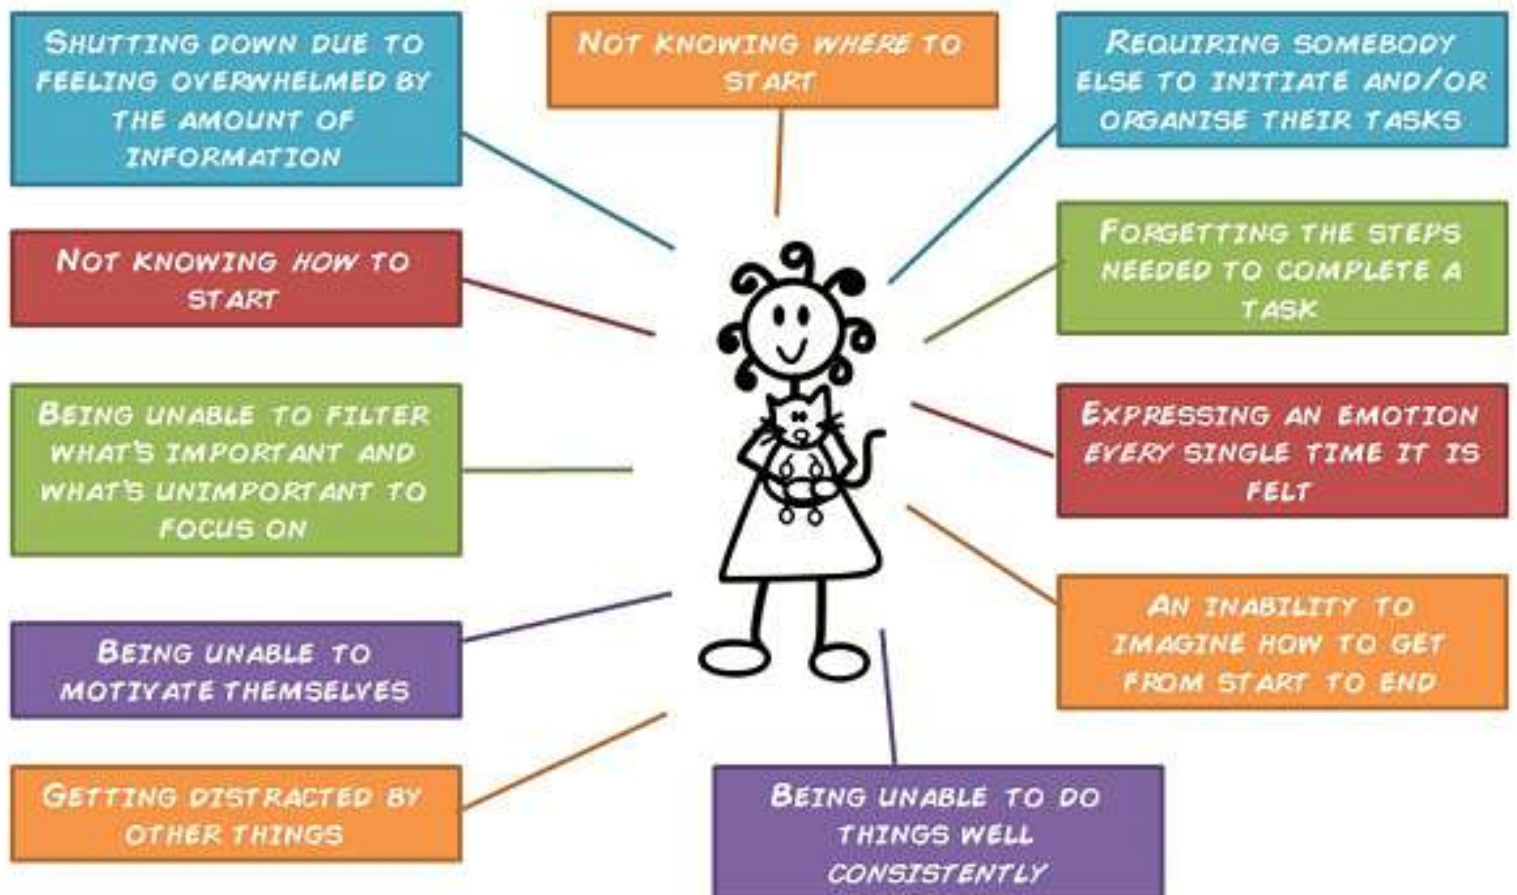 SHUTTING DOWN DUE TO
FEELING OVERWHELMED BY
THE AMOUNT OF
INFORMATION
NOT KNOWING WHERE TO
START
REQUIRING SOMEBODY
ELSE TO INITIATE AND/OR
ORGANISE THEIR TASKS
NOT KNOWING HOW TO
START
FORGETTING THE STEPS
NEEDED TO COMPLETE A
TASK
BEING UNABLE TO FILTER
WHAT'S IMPORTANT AND
WHAT'S UNIMPORTANT TO
FOCUS ON
EXPRESSING AN EMOTION
EVERY SINGLE TIME IT IS
FELT
BEING UNABLE TO
MOTIVATE THEMSELVES
AN INABILITY TO
IMAGINE HOW TO GET
FROM START TO END
GETTING DISTRACTED BY
OTHER THINGS
BEING UNABLE TO DO
THINGS WELL
CONSISTENTLY